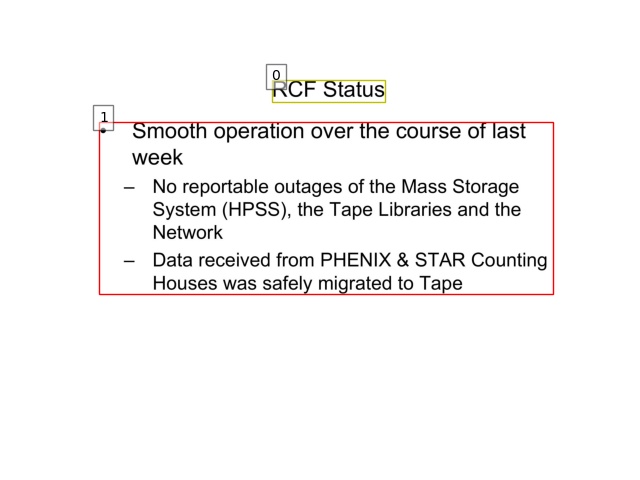 0
RCF Status
1
• Smooth operation over the course of last
week
– No reportable outages of the Mass Storage
System (HPSS), the Tape Libraries and the
Network
– Data received from PHENIX & STAR Counting
Houses was safely migrated to Tape